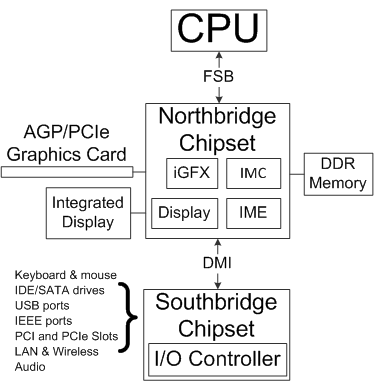 CPU
FSB
Northbridge
Chipset
iGFX
IMC
Display
IME
AGP/PCIe
Graphics Card
Integrated
Display
DDR
Memory
DMI
Keyboard & mouse
IDE/SATA drives
USB ports
IEEE ports
PCI and PCIe Slots
LAN & Wireless
Audio
Southbridge
Chipset
I/O Controller